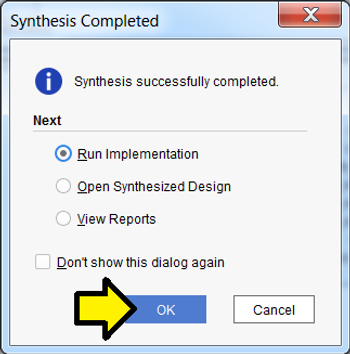 Synthesis Completed
Synthesis successfully completed.
Next
Run Implementation
Open Synthesized Design
View Reports
Don't show this dialog again
OK
Cancel